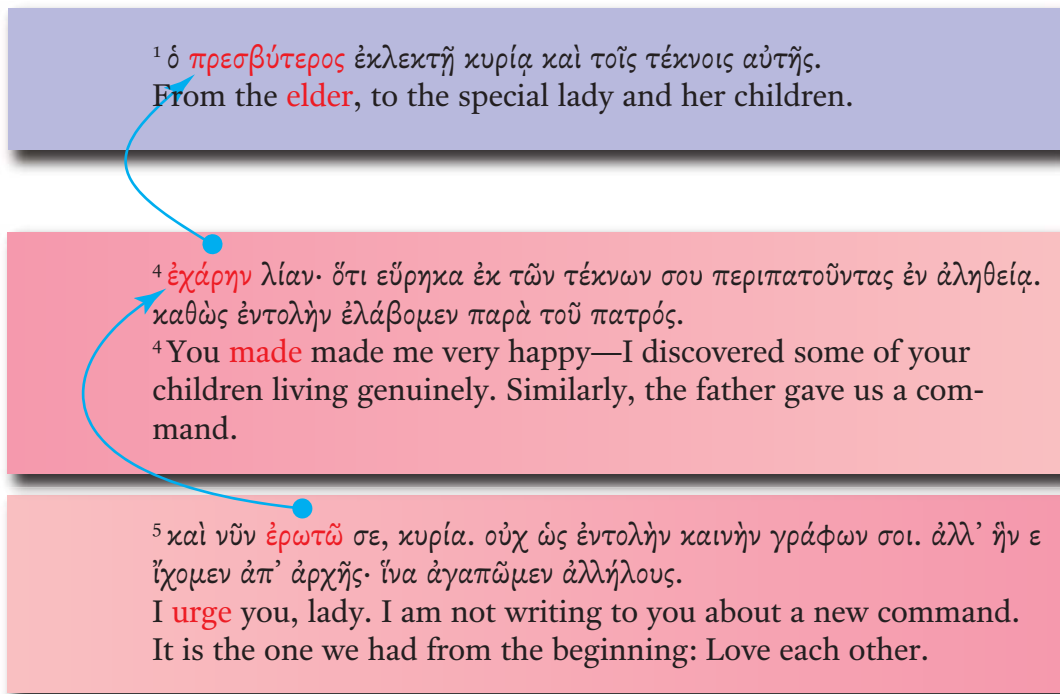 ¹ ὁ πρεσβύτερος ἐκλεκτῇ κυρίᾳ καὶ τοῖς τέκνοις αὐτῆς.
From the elder, to the special lady and her children.
⁴ ἐχάρην λίαν· ὅτι εὕρηκα ἐκ τῶν τέκνων σου περιπατοῦντας ἐν ἀληθείᾳ.
καθὼς ἐντολὴν ἐλάβομεν παρὰ τοῦ πατρός.
⁴ You made made me very happy—I discovered some of your
children living genuinely. Similarly, the father gave us a com-
mand.
⁵ καὶ νῦν ἐρωτῶ σε, κυρία. οὐχ ὡς ἐντολὴν καινὴν γράφων σοι. ἀλλ’ ἣν ε
ἴχομεν ἀπ’ ἀρχῆς· ἵνα ἀγαπῶμεν ἀλλήλους.
I urge you, lady. I am not writing to you about a new command.
It is the one we had from the beginning: Love each other.